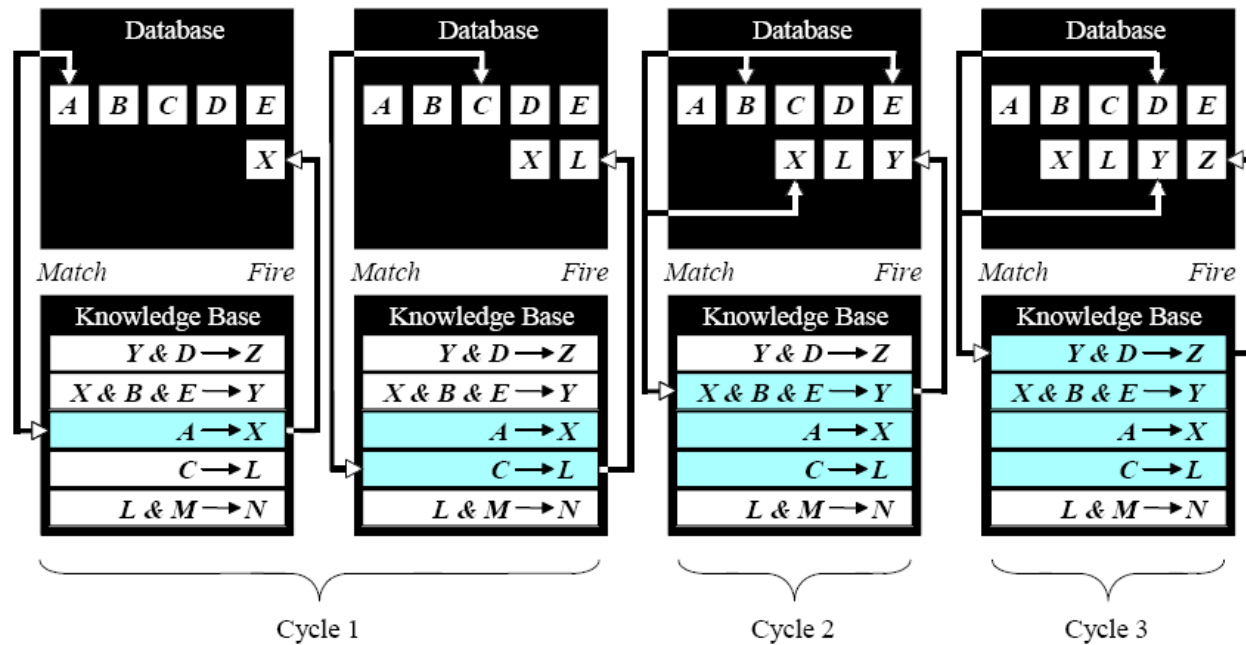 Database
A B C D E
X
Match Fire
Knowledge Base
Y & D → Z
X & B & E → Y
A → X
C → L
L & M → N
Database
A B C D E
X L
Match Fire
Knowledge Base
Y & D → Z
X & B & E → Y
A → X
C → L
L & M → N
Cycle 1
Database
A B C D E
X L Y
Match Fire
Knowledge Base
Y & D → Z
X & B & E → Y
A → X
C → L
L & M → N
Cycle 2
Database
A B C D E
X L Y Z
Match Fire
Knowledge Base
Y & D → Z
X & B & E → Y
A → X
C → L
L & M → N
Cycle 3